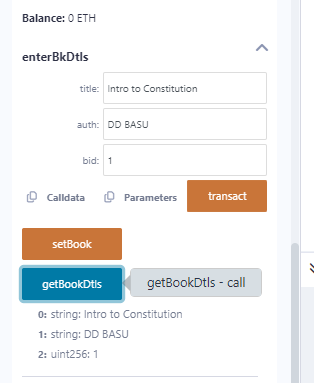 Balance: 0 ETH
enterBkDtls
title: Intro to Constitution
auth: DD BASU
bid: 1
Calldata Parameters transact
setBook
getBookDtls getBookDtls - call
0: string: Intro to Constitution
1: string: DD BASU
2: uint256: 1